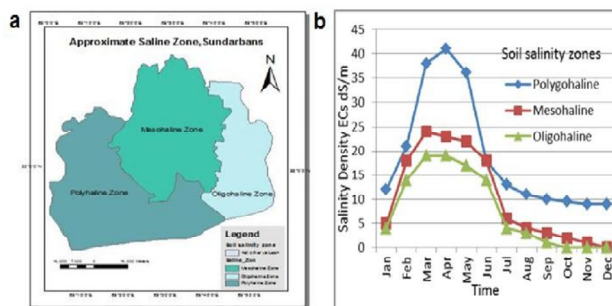 a
Approximate Saline Zone, Sundarbans
N
Mesohaline Zone
Polyhaline Zone
Oligohaline Zone
Legend
Soil salinity zone
Saline_Zon
Mesohaline Zone
Oligohaline Zone
Polyhaline Zone
b
Salinity Density ECs dS/m
45
40
35
30
25
20
15
10
5
0
Soil salinity zones
Polygohaline
Mesohaline
Oligohaline
Jan
Feb
Mar
Apr
May
Jun
Jul
Aug
Sep
Oct
Nov
Dec
Time